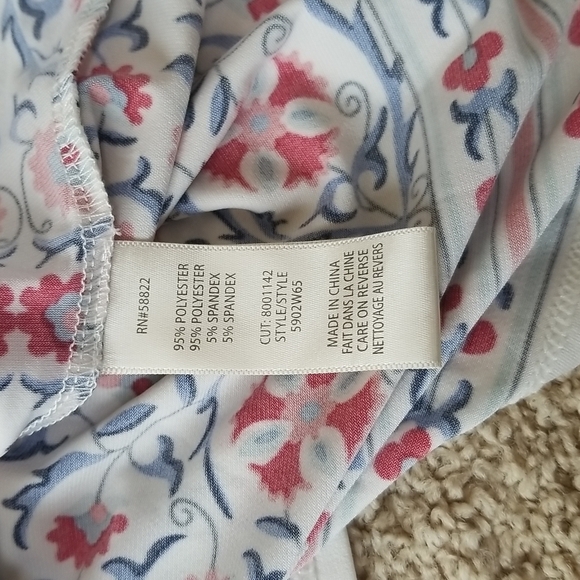 RN#58822
95% POLYESTER
95% POLYESTER
5% SPANDEX
5% SPANDEX
CUT: 8001142
STYLE/STYLE
5902W65
MADE IN CHINA
FAIT DANS LA CHINE
CARE ON REVERSE
NETTOYAGE AU REVERS